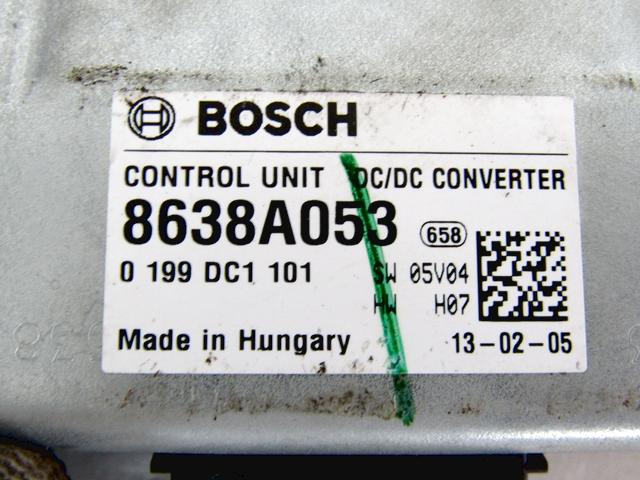 BOSCH
CONTROL UNIT DC/DC CONVERTER
8638A053
658
0 199 DC1 101 SW 05V04
HW H07
Made in Hungary 13-02-05